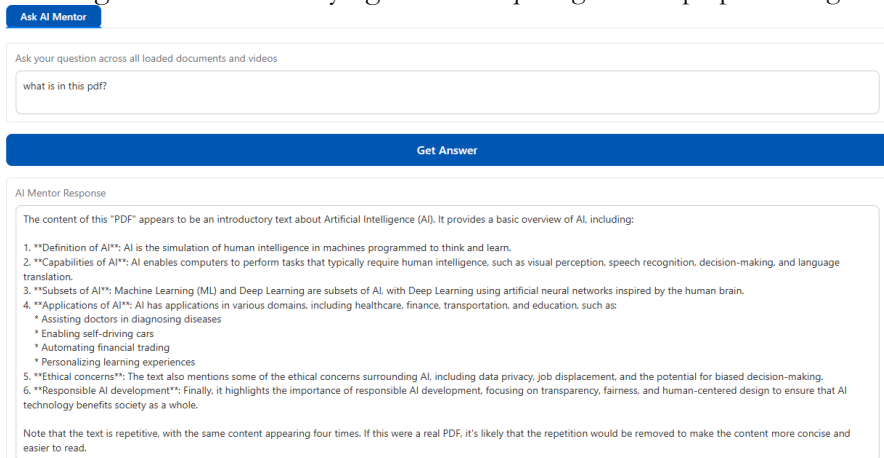 Ask AI Mentor
Ask your question across all loaded documents and videos
what is in this pdf?
Get Answer
AI Mentor Response
The content of this "PDF" appears to be an introductory text about Artificial Intelligence (AI). It provides a basic overview of AI, including:
1. **Definition of AI**: AI is the simulation of human intelligence in machines programmed to think and learn.
2. **Capabilities of AI**: AI enables computers to perform tasks that typically require human intelligence, such as visual perception, speech recognition, decision-making, and language
translation.
3. **Subsets of AI**: Machine Learning (ML) and Deep Learning are subsets of AI, with Deep Learning using artificial neural networks inspired by the human brain.
4. **Applications of AI**: AI has applications in various domains, including healthcare, finance, transportation, and education, such as:
* Assisting doctors in diagnosing diseases
* Enabling self-driving cars
* Automating financial trading
* Personalizing learning experiences
5. **Ethical concerns**: The text also mentions some of the ethical concerns surrounding AI, including data privacy, job displacement, and the potential for biased decision-making.
6. **Responsible AI development**: Finally, it highlights the importance of responsible AI development, focusing on transparency, fairness, and human-centered design to ensure that AI
technology benefits society as a whole.
Note that the text is repetitive, with the same content appearing four times. If this were a real PDF, it's likely that the repetition would be removed to make the content more concise and
easier to read.